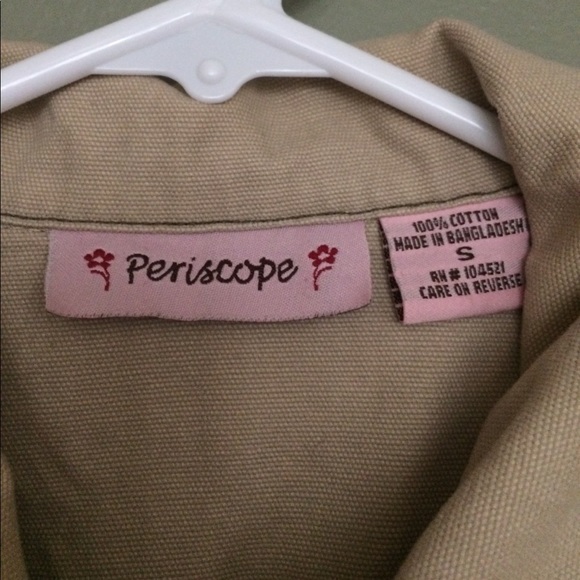 Periscope
100% COTTON
MADE IN BANGLADESH
S
RN# 104521
CARE ON REVERSE